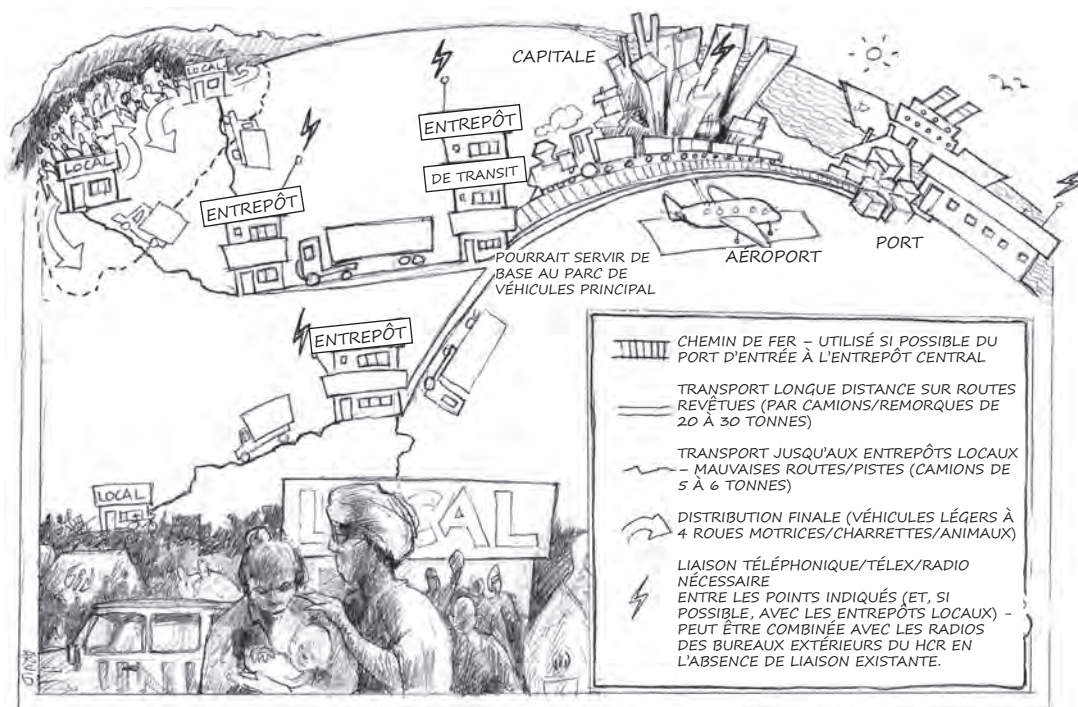 CAPITALE
LOCAL
ENTREPÔT
DE TRANSIT
LOCAL
ENTREPÔT
POURRAIT SERVIR DE
BASE AU PARC DE
VÉHICULES PRINCIPAL
AÉROPORT
PORT
ENTREPÔT
LOCAL
LOCAL
CHEMIN DE FER – UTILISÉ SI POSSIBLE DU
PORT D'ENTRÉE À L'ENTREPÔT CENTRAL
TRANSPORT LONGUE DISTANCE SUR ROUTES
REVÊTUES (PAR CAMIONS/REMORQUES DE
20 À 30 TONNES)
TRANSPORT JUSQU'AUX ENTREPÔTS LOCAUX
– MAUVAISES ROUTES/PISTES (CAMIONS DE
5 À 6 TONNES)
DISTRIBUTION FINALE (VÉHICULES LÉGERS À
4 ROUES MOTRICES/CHARRETTES/ANIMAUX)
LIAISON TÉLÉPHONIQUE/TÉLEX/RADIO
NÉCESSAIRE
ENTRE LES POINTS INDIQUÉS (ET, SI
POSSIBLE, AVEC LES ENTREPÔTS LOCAUX) –
PEUT ÊTRE COMBINÉE AVEC LES RADIOS
DES BUREAUX EXTÉRIEURS DU HCR EN
L'ABSENCE DE LIAISON EXISTANTE.